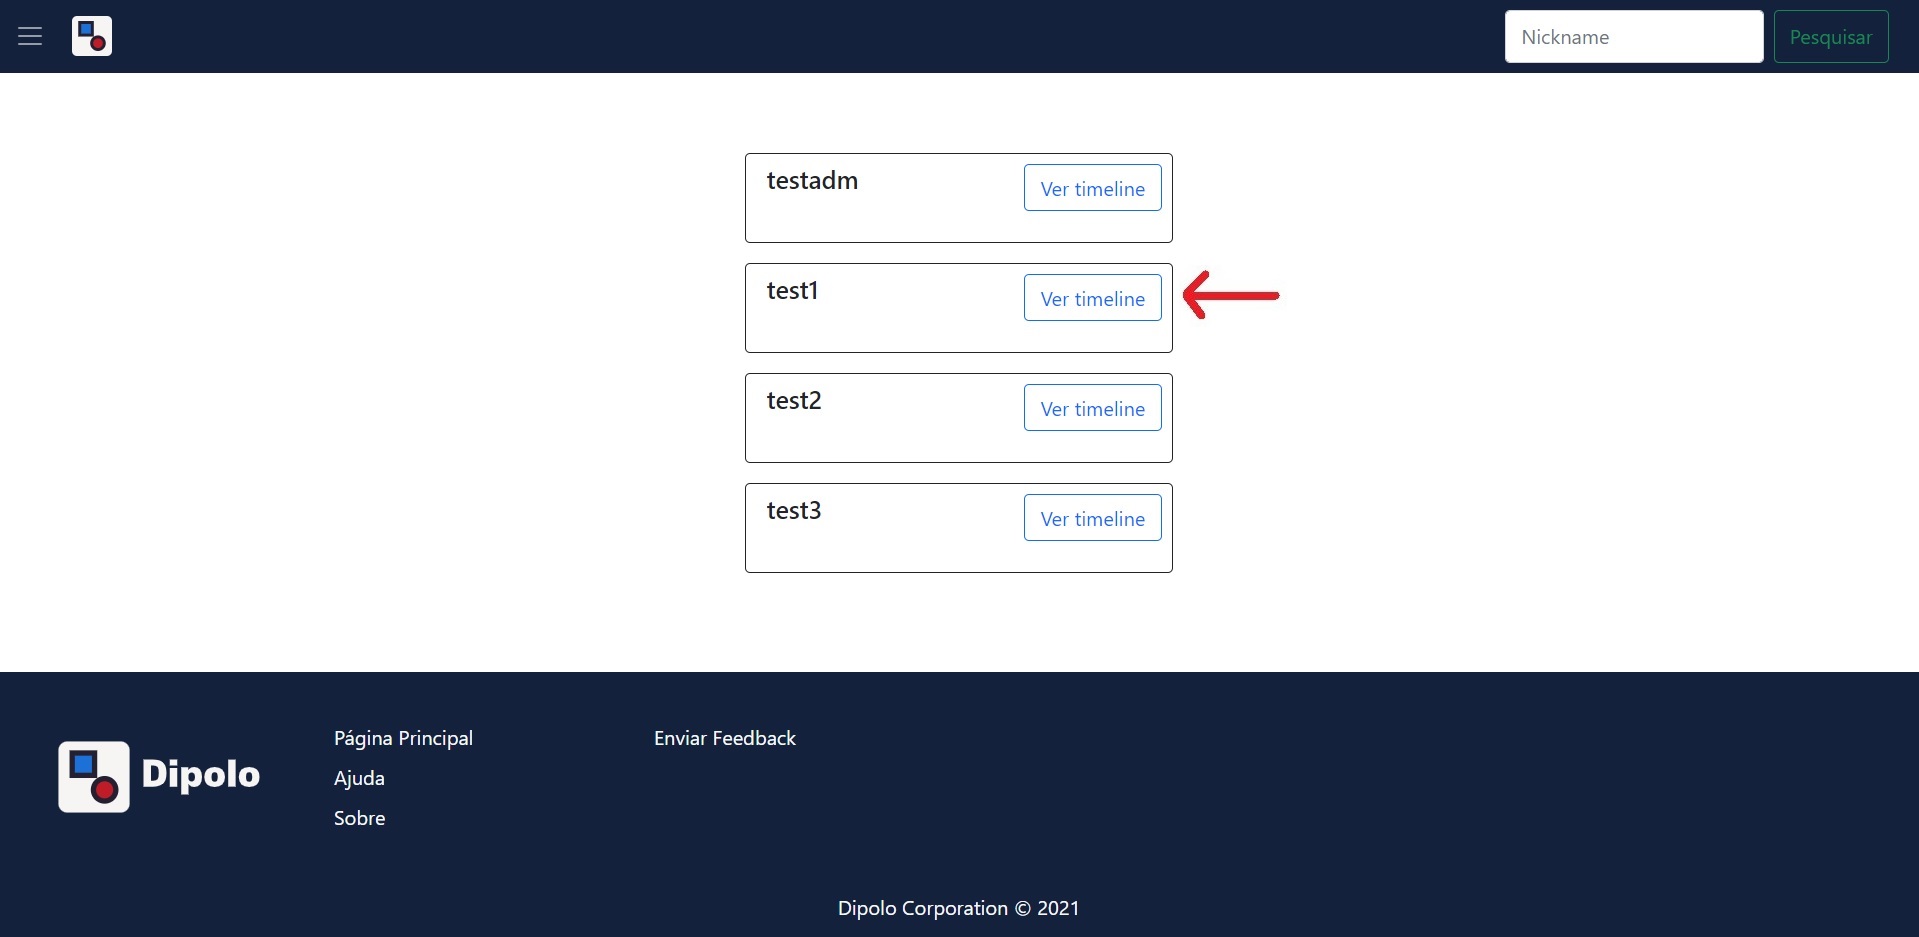 Nickname
Pesquisar
testadm
Ver timeline
test1
Ver timeline
test2
Ver timeline
test3
Ver timeline
Dipolo
Página Principal
Ajuda
Sobre
Enviar Feedback
Dipolo Corporation © 2021